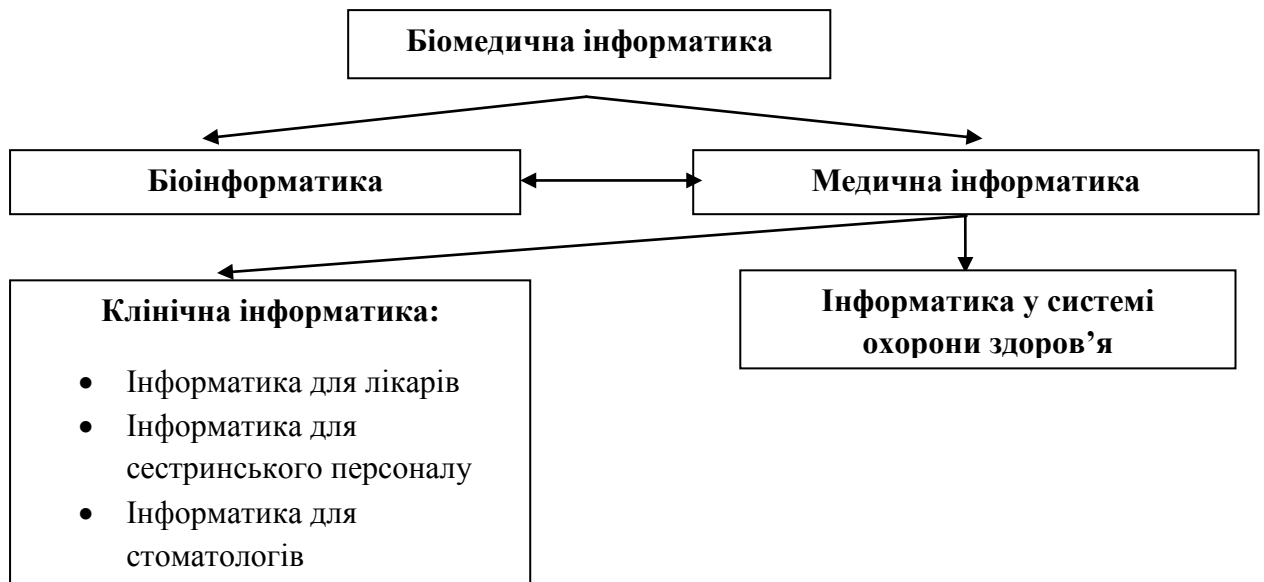 Біомедична інформатика
Біоінформатика
Медична інформатика
Клінічна інформатика:
• Інформатика для лікарів
• Інформатика для
сестринського персоналу
• Інформатика для
стоматологів
Інформатика у системі
охорони здоров’я